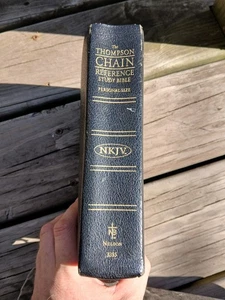 THE
THOMPSON
CHAIN
REFERENCE
STUDY BIBLE
PERSONAL SIZE
NKJV
NELSON